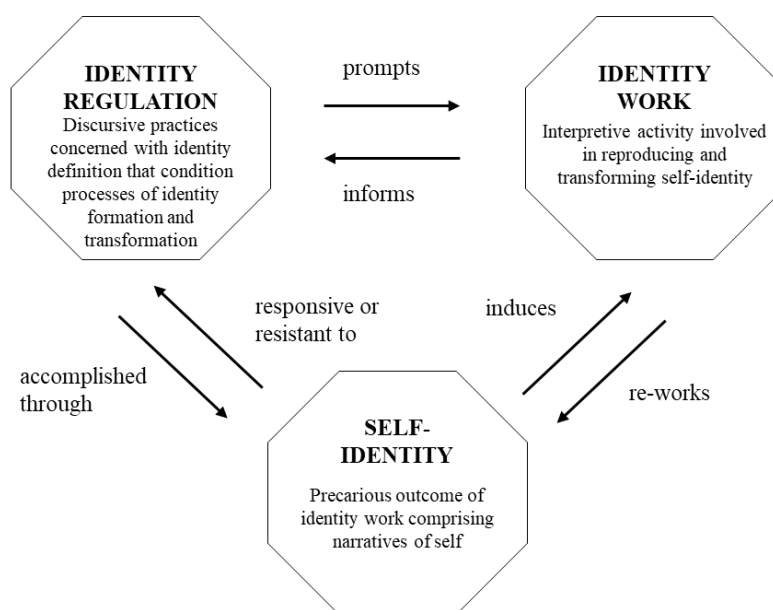 IDENTITY
REGULATION
Discursive practices
concerned with identity
definition that condition
processes of identity
formation and
transformation
prompts
informs
IDENTITY
WORK
Interpretive activity involved
in reproducing and
transforming self-identity
responsive or
resistant to
accomplished
through
induces
re-works
SELF-
IDENTITY
Precarious outcome of
identity work comprising
narratives of self